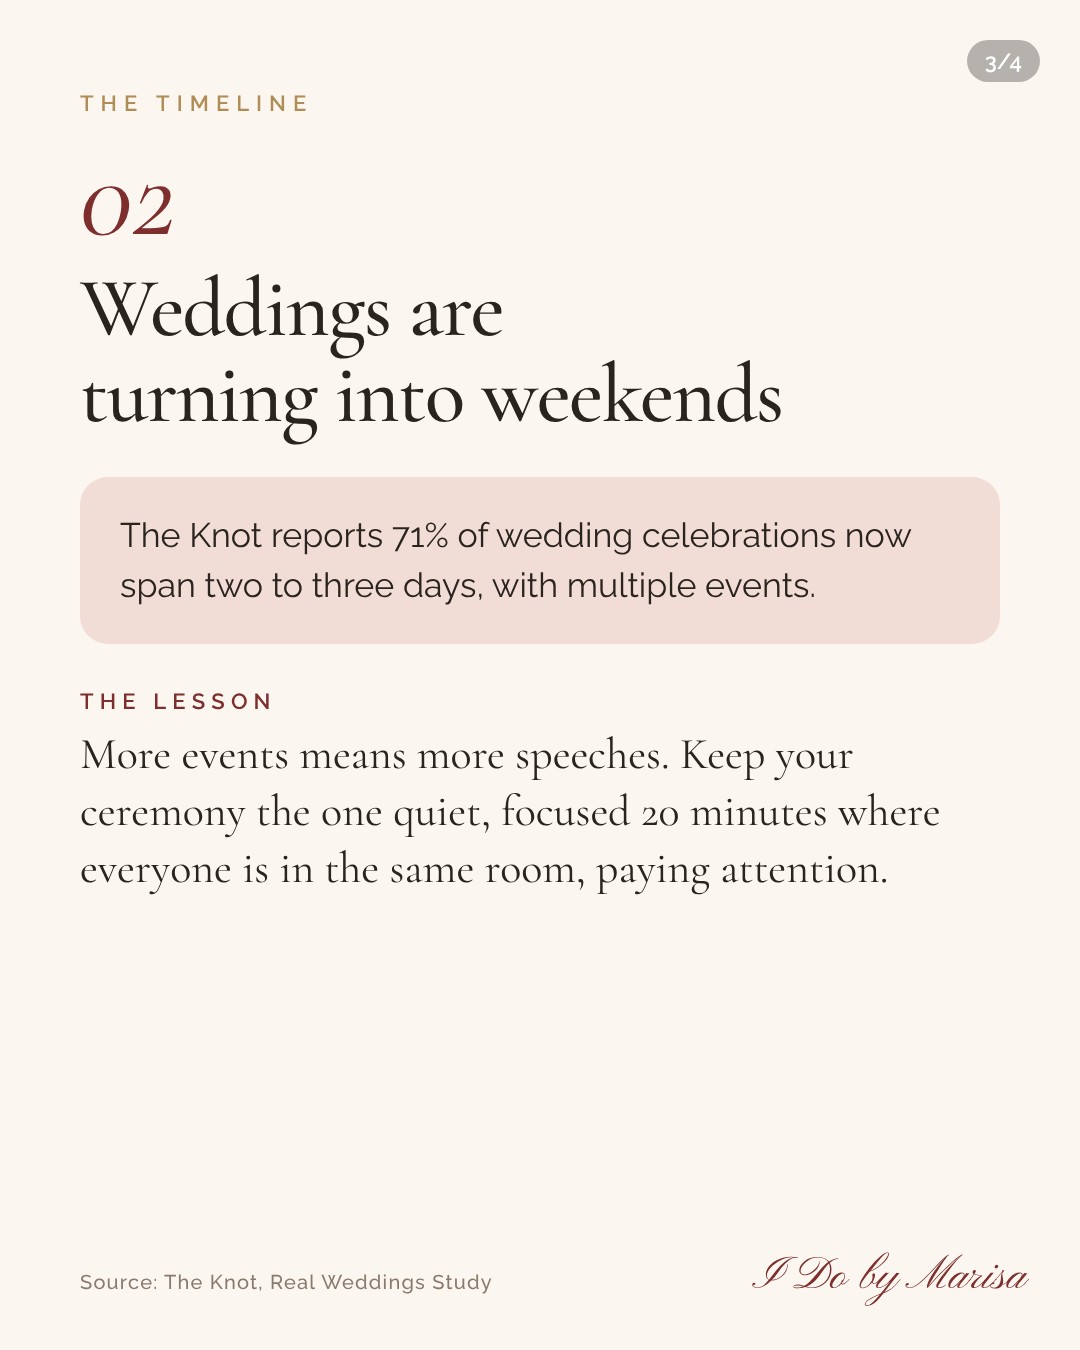 3/4
THE TIMELINE
02
Weddings are
turning into weekends
The Knot reports 71% of wedding celebrations now
span two to three days, with multiple events.
THE LESSON
More events means more speeches. Keep your
ceremony the one quiet, focused 20 minutes where
everyone is in the same room, paying attention.
Source: The Knot, Real Weddings Study
I Do by Marisa